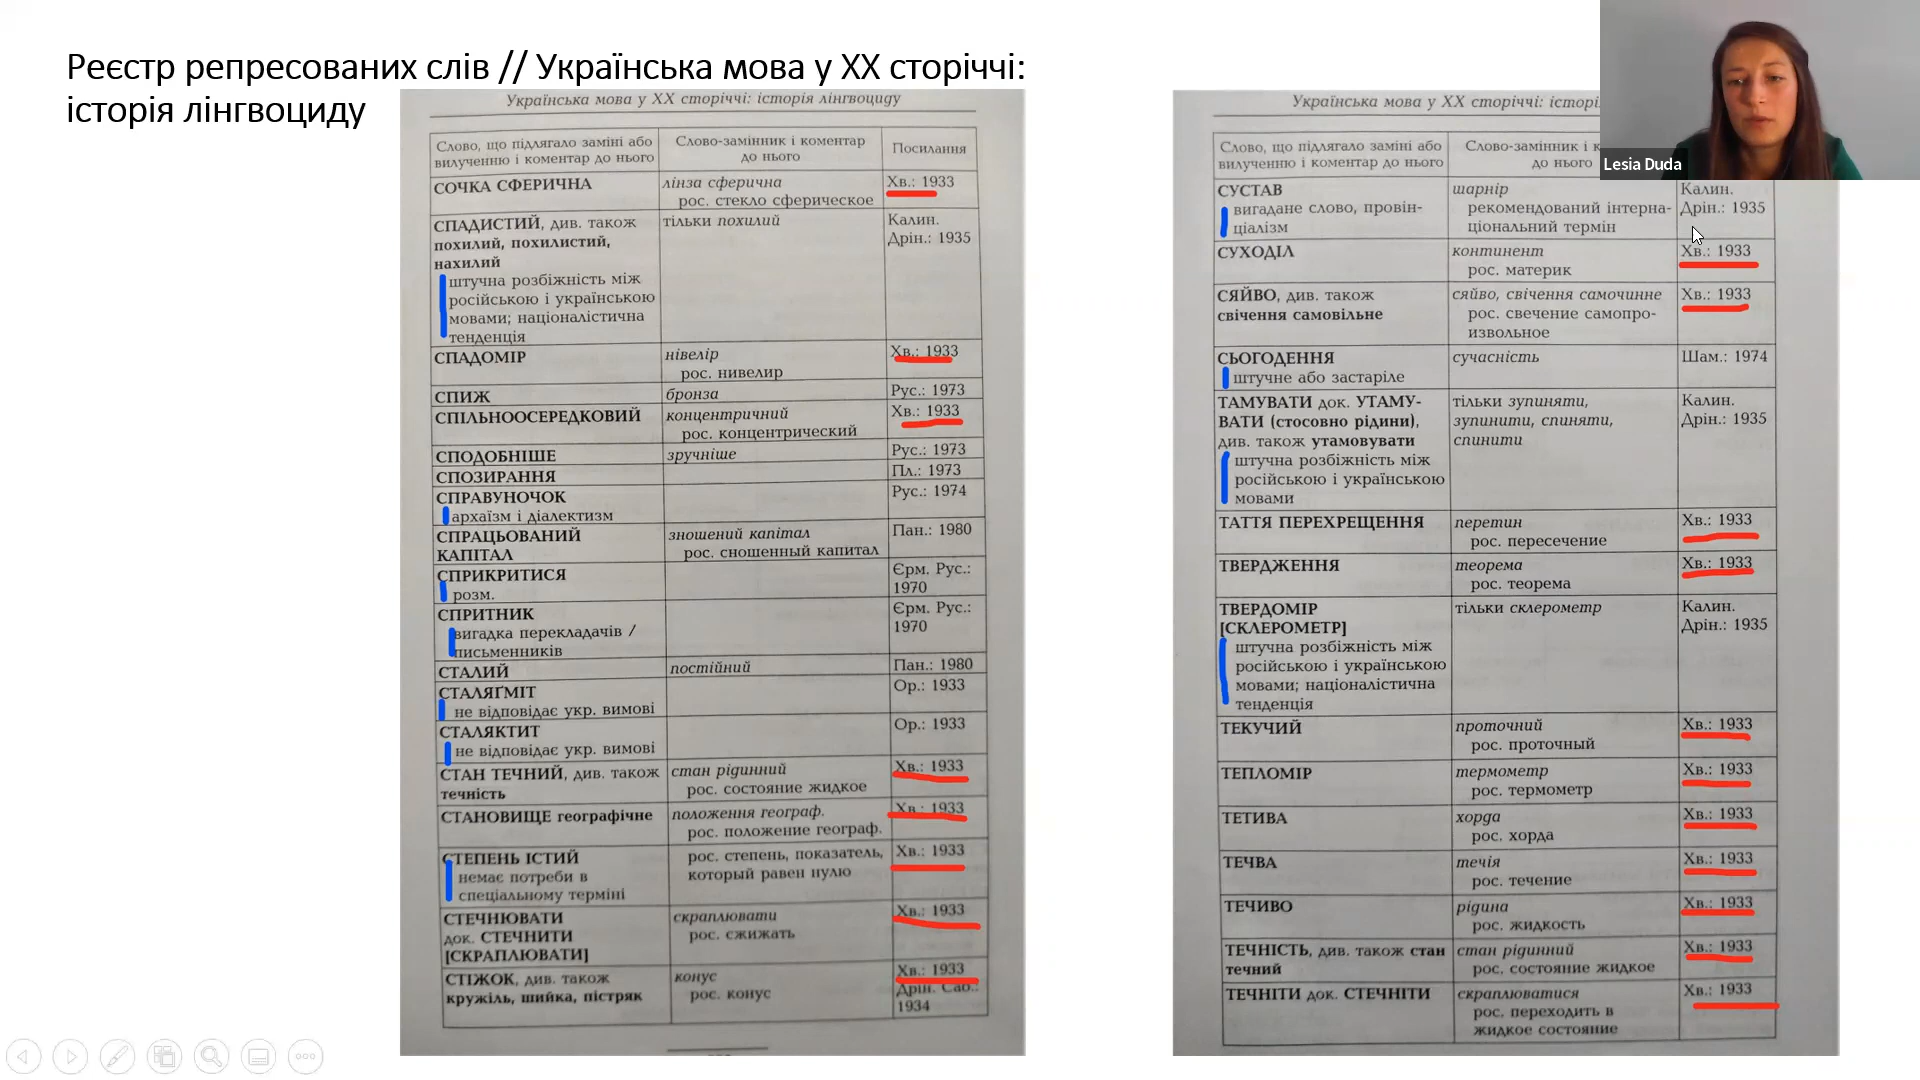 Реєстр репресованих слів // Українська мова у ХХ сторіччі:
історія лінгвоциду
Lesia Duda
Українська мова у ХХ сторіччі: історія лінгвоциду
Слово, що підлягало заміні або
вилученню і коментар до нього
Слово-замінник і коментар
до нього
Посилання
СОЧКА СФЕРИЧНА
лінза сферична
рос. стекло сферическое
Хв.: 1933
СПАДИСТИЙ, див. також
похилий, похилистий,
нахилий
штучна розбіжність між
російською і українською
мовами; націоналістична
тенденція
тільки похилий
Калин.
Дрін.: 1935
СПАДОМІР
нівелір
рос. нивелир
Хв.: 1933
СПИЖ
бронза
Рус.: 1973
СПІЛЬНООСЕРЕДКОВИЙ
концентричний
рос. концентрический
Хв.: 1933
СПОДОБНІШЕ
зручніше
Рус.: 1973
СПОЗИРАННЯ
Пл.: 1973
СПРАВУНОЧОК
архаїзм і діалектизм
Рус.: 1974
СПРАЦЬОВАНИЙ
КАПІТАЛ
зношений капітал
рос. сношенный капитал
Пан.: 1980
СПРИКРИТИСЯ
розм.
Єрм. Рус.:
1970
СПРИТНИК
вигадка перекладачів /
письменників
Єрм. Рус.:
1970
СТАЛИЙ
постійний
Пан.: 1980
СТАЛЯҐМІТ
не відповідає укр. вимові
Ор.: 1933
СТАЛЯКТИТ
не відповідає укр. вимові
Ор.: 1933
СТАН ТЕЧНИЙ, див. також
течність
стан рідинний
рос. состояние жидкое
Хв.: 1933
СТАНОВИЩЕ географічне
положення географ.
рос. положение географ.
Хв.: 1933
СТЕПЕНЬ ІСТИЙ
немає потреби в
спеціальному терміні
рос. степень, показатель,
который равен нулю
Хв.: 1933
СТЕЧНЮВАТИ
док. СТЕЧНИТИ
[СКРАПЛЮВАТИ]
скраплювати
рос. сжижать
Хв.: 1933
СТІЖОК, див. також
кружіль, шийка, пістряк
конус
рос. конус
Хв.: 1933
Дрін. Саб.:
1934
Українська мова у ХХ сторіччі: історі
Слово, що підлягало заміні або
вилученню і коментар до нього
Слово-замінник і к
до нього
СУСТАВ
вигадане слово, провін-
ціалізм
шарнір
рекомендований інтерна-
ціональний термін
Калин.
Дрін.: 1935
СУХОДІЛ
континент
рос. материк
Хв.: 1933
СЯЙВО, див. також
свічення самовільне
сяйво, свічення самочинне
рос. свечение самопро-
извольное
Хв.: 1933
СЬОГОДЕННЯ
штучне або застаріле
сучасність
Шам.: 1974
ТАМУВАТИ док. УТАМУ-
ВАТИ (стосовно рідини),
див. також утамовувати
штучна розбіжність між
російською і українською
мовами
тільки зупиняти,
зупинити, спиняти,
спинити
Калин.
Дрін.: 1935
ТАТТЯ ПЕРЕХРЕЩЕННЯ
перетин
рос. пересечение
Хв.: 1933
ТВЕРДЖЕННЯ
теорема
рос. теорема
Хв.: 1933
ТВЕРДОМІР
[СКЛЕРОМЕТР]
штучна розбіжність між
російською і українською
мовами; націоналістична
тенденція
тільки склерометр
Калин.
Дрін.: 1935
ТЕКУЧИЙ
проточний
рос. проточный
Хв.: 1933
ТЕПЛОМІР
термометр
рос. термометр
Хв.: 1933
ТЕТИВА
хорда
рос. хорда
Хв.: 1933
ТЕЧВА
течія
рос. течение
Хв.: 1933
ТЕЧИВО
рідина
рос. жидкость
Хв.: 1933
ТЕЧНІСТЬ, див. також стан
течний
стан рідинний
рос. состояние жидкое
Хв.: 1933
ТЕЧНІТИ док. СТЕЧНІТИ
скраплюватися
рос. переходить в
жидкое состояние
Хв.: 1933